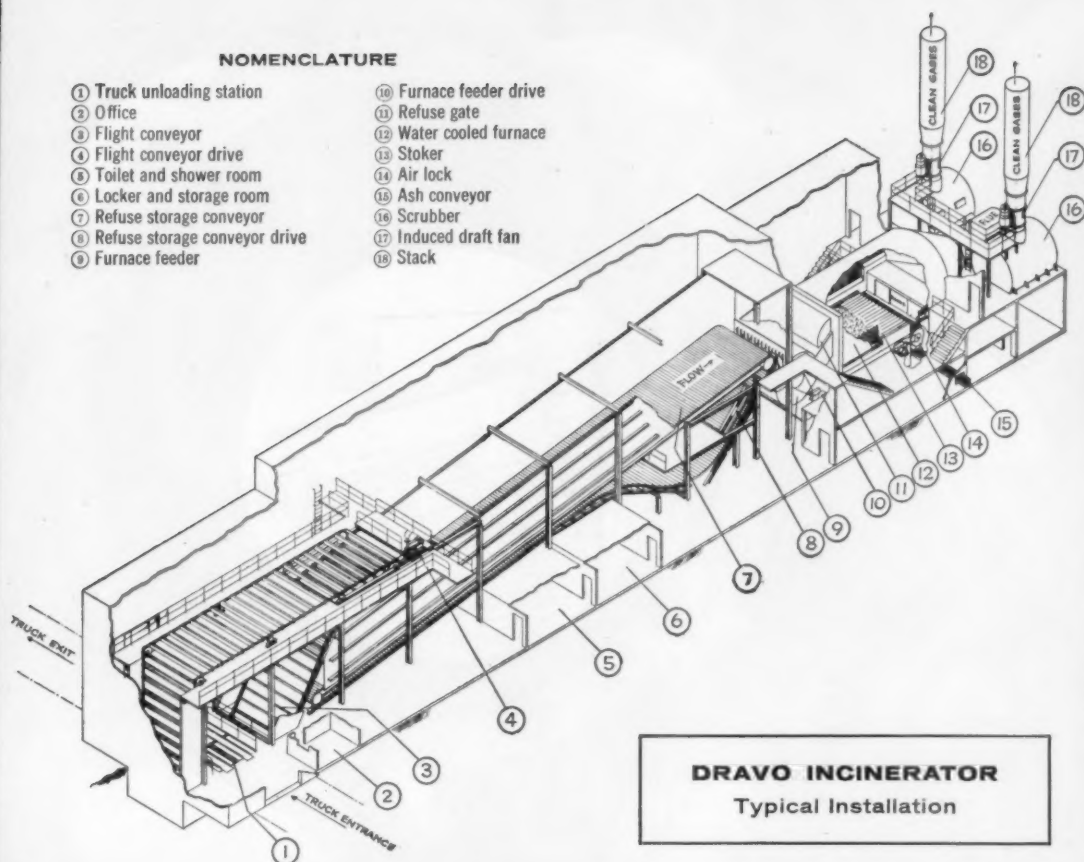 NOMENCLATURE
① Truck unloading station
② Office
③ Flight conveyor
④ Flight conveyor drive
⑤ Toilet and shower room
⑥ Locker and storage room
⑦ Refuse storage conveyor
⑧ Refuse storage conveyor drive
⑨ Furnace feeder
⑩ Furnace feeder drive
⑪ Refuse gate
⑫ Water cooled furnace
⑬ Stoker
⑭ Air lock
⑮ Ash conveyor
⑯ Scrubber
⑰ Induced draft fan
⑱ Stack
CLEAN GASES
18
17
16
CLEAN GASES
18
17
16
FLUE
FLOW→
15
14
13
12
11
10
9
8
7
6
5
4
3
2
1
TRUCK EXIT
TRUCK ENTRANCE
DRAVO INCINERATOR
Typical Installation